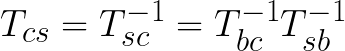 $T_{cs} = T_{sc}^{-1} = T_{bc}^{-1} T_{sb}^{-1}$